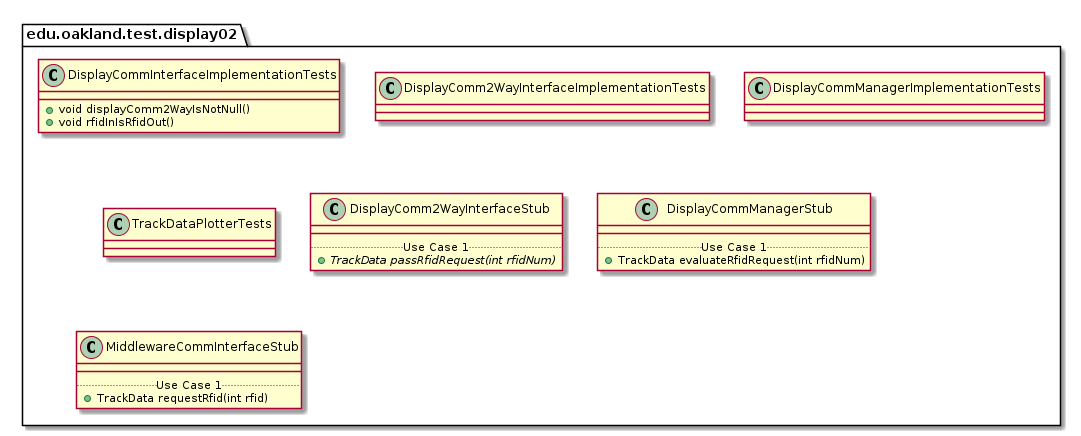 edu.oakland.test.display02
C DisplayCommInterfaceImplementationTests
void displayComm2WayIsNotNull()
void rfidInIsRfidOut()
C DisplayComm2WayInterfaceImplementationTests
C DisplayCommManagerImplementationTests
C TrackDataPlotterTests
C DisplayComm2WayInterfaceStub
Use Case 1
TrackData passRfidRequest(int rfidNum)
C DisplayCommManagerStub
Use Case 1
TrackData evaluateRfidRequest(int rfidNum)
C MiddlewareCommInterfaceStub
Use Case 1
TrackData requestRfid(int rfid)